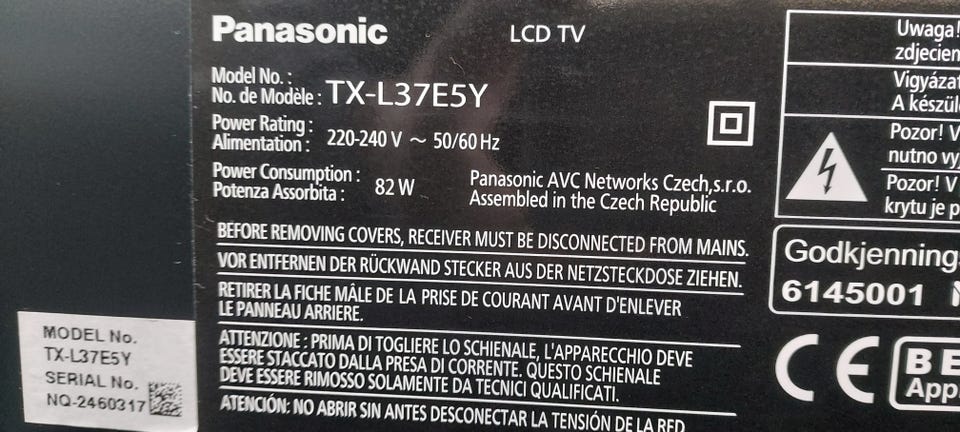 Panasonic
LCD TV
Model No. :
No. de Modèle : TX-L37E5Y
Power Rating :
Alimentation : 220-240 V ~ 50/60 Hz
Power Consumption :
Potenza Assorbita : 82 W
Panasonic AVC Networks Czech,s.r.o.
Assembled in the Czech Republic
BEFORE REMOVING COVERS, RECEIVER MUST BE DISCONNECTED FROM MAINS.
VOR ENTFERNEN DER RÜCKWAND STECKER AUS DER NETZSTECKDOSE ZIEHEN.
RETIRER LA FICHE MÂLE DE LA PRISE DE COURANT AVANT D'ENLEVER
LE PANNEAU ARRIERE.
ATTENZIONE : PRIMA DI TOGLIERE LO SCHIENALE, L'APPARECCHIO DEVE
ESSERE STACCATO DALLA PRESA DI CORRENTE. QUESTO SCHIENALE
DEVE ESSERE RIMOSSO SOLAMENTE DA TECNICI QUALIFICATI.
ATENCIÓN: NO ABRIR SIN ANTES DESCONECTAR LA TENSIÓN DE LA RED
Uwaga!
zdjeciem
Vigyázat
A készül
Pozor! V
nutno vy
Pozor! V
krytu je p
Godkjennings
6145001
CE
BE
App
MODEL No.
TX-L37E5Y
SERIAL No.
NQ-2460317